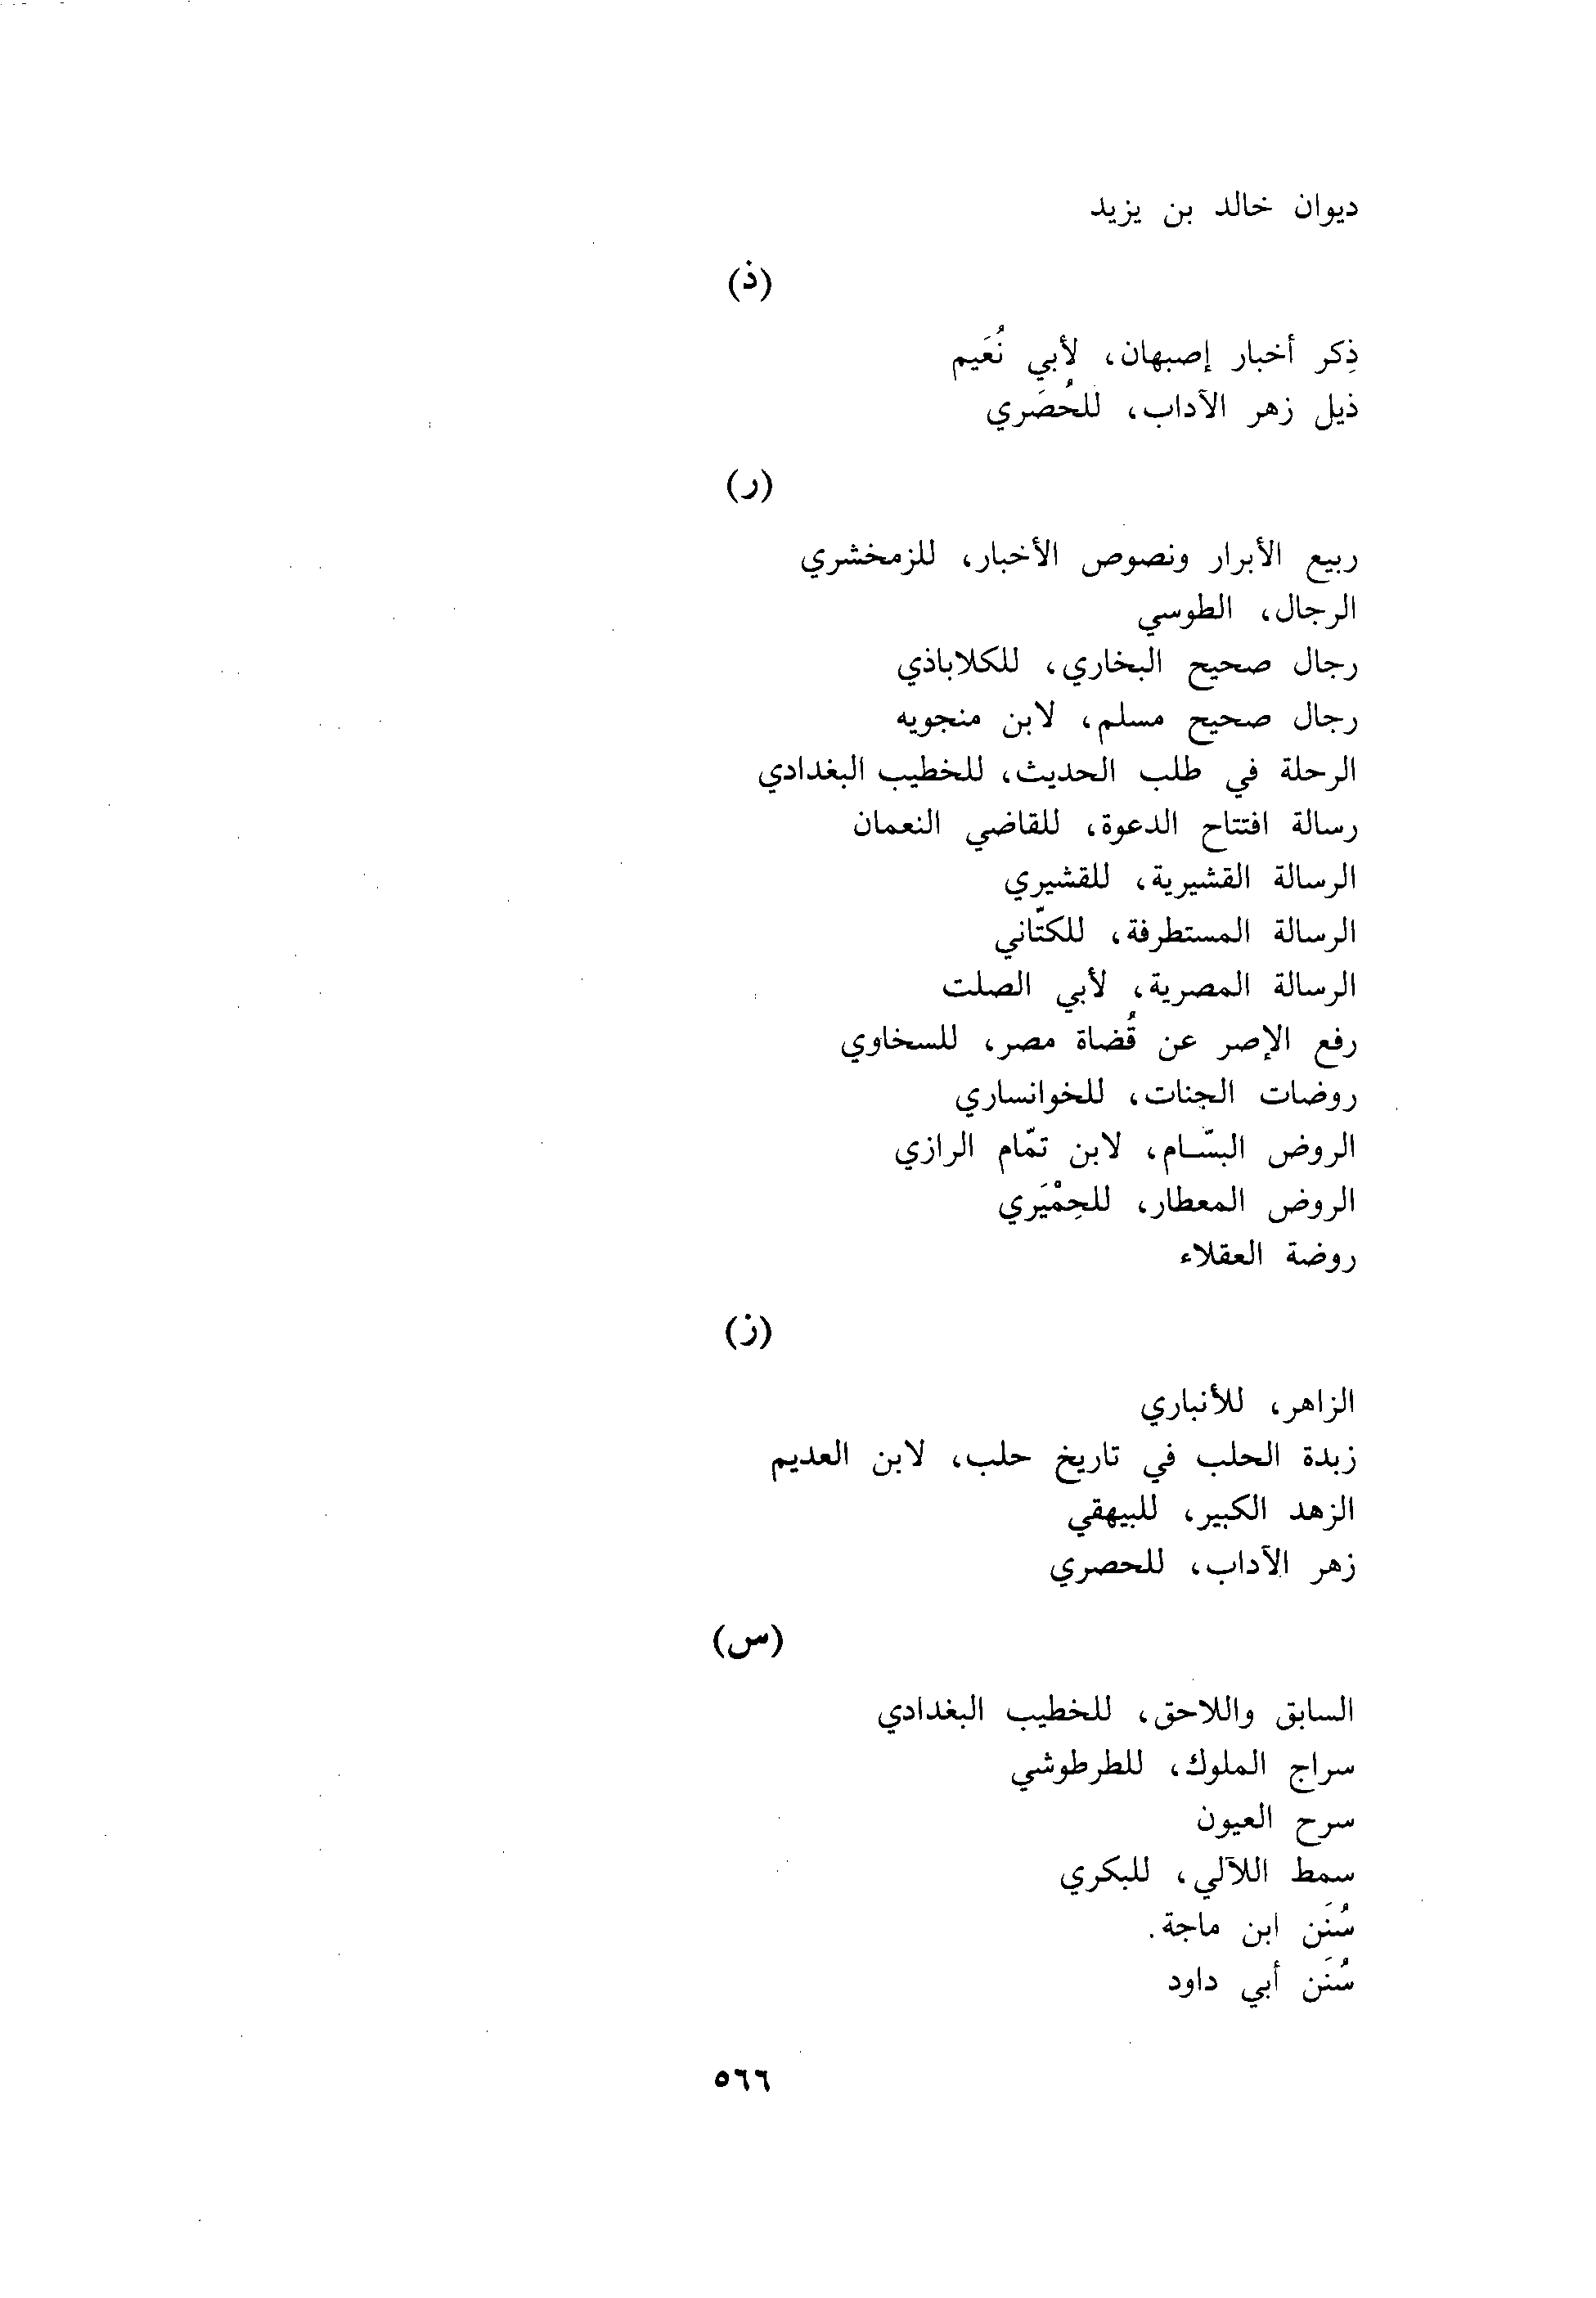 ديوان خالد بن يزيد
(ذ)
ذِكر أخبار إصبهان، لأبي نُعَيم
ذيل زهر الآداب، للحُصَري
(ر)
ربيع الأبرار ونصوص الأخبار، للزمخشري
الرجال، الطوسي
رجال صحيح البخاري، للكلاباذي
رجال صحيح مسلم، لابن منجويه
الرحلة في طلب الحديث، للخطيب البغدادي
رسالة افتتاح الدعوة، للقاضي النعمان
الرسالة القشيرية، للقشيري
الرسالة المستطرفة، للكتّاني
الرسالة المصرية، لأبي الصلت
رفع الإصر عن قُضاة مصر، للسخاوي
روضات الجنات، للخوانساري
الروض البسّـام، لابن تمّام الرازي
الروض المعطار، للحِمْيَري
روضة العقلاء
(ز)
الزاهر، للأنباري
زبدة الحلب في تاريخ حلب، لابن العديم
الزهد الكبير، للبيهقي
زهر الآداب، للحصري
(س)
السابق واللاحق، للخطيب البغدادي
سراج الملوك، للطرطوشي
سرح العيون
سمط اللآلي، للبكري
سُنَن ابن ماجة.
سُنَن أبي داود
٥٦٦